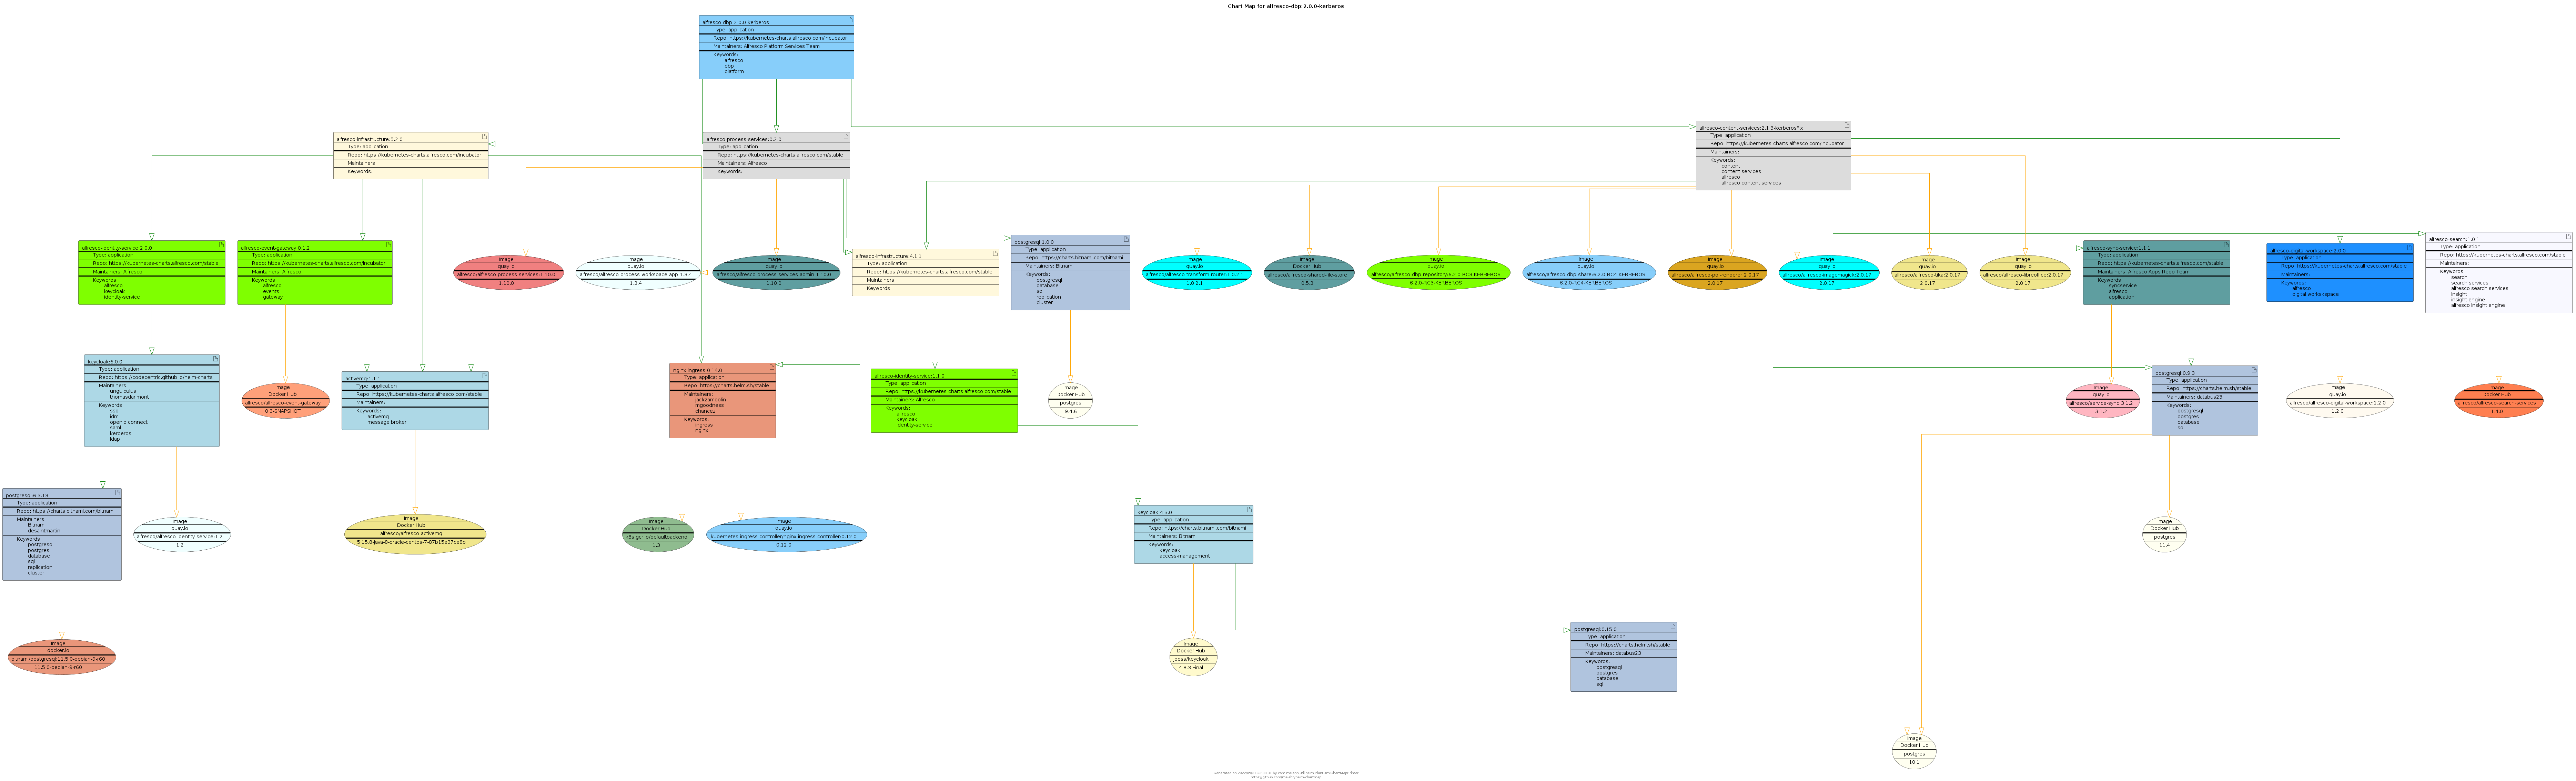 Chart Map for alfresco-dbp:2.0.0-kerberos
alfresco-dbp:2.0.0-kerberos
Type: application
Repo: https://kubernetes-charts.alfresco.com/incubator
Maintainers: Alfresco Platform Services Team
Keywords:
alfresco
dbp
platform
alfresco-infrastructure:5.2.0
Type: application
Repo: https://kubernetes-charts.alfresco.com/incubator
Maintainers:
Keywords:
alfresco-process-services:0.2.0
Type: application
Repo: https://kubernetes-charts.alfresco.com/stable
Maintainers: Alfresco
Keywords:
alfresco-content-services:2.1.3-kerberosFix
Type: application
Repo: https://kubernetes-charts.alfresco.com/incubator
Maintainers:
Keywords:
content
content services
alfresco
alfresco content services
alfresco-identity-service:2.0.0
Type: application
Repo: https://kubernetes-charts.alfresco.com/stable
Maintainers: Alfresco
Keywords:
alfresco
keycloak
identity-service
alfresco-event-gateway:0.1.2
Type: application
Repo: https://kubernetes-charts.alfresco.com/incubator
Maintainers: Alfresco
Keywords:
alfresco
events
gateway
Image
quay.io
alfresco/alfresco-process-services:1.10.0
1.10.0
Image
quay.io
alfresco/alfresco-process-workspace-app:1.3.4
1.3.4
Image
quay.io
alfresco/alfresco-process-services-admin:1.10.0
1.10.0
alfresco-infrastructure:4.1.1
Type: application
Repo: https://kubernetes-charts.alfresco.com/stable
Maintainers:
Keywords:
postgresql:1.0.0
Type: application
Repo: https://charts.bitnami.com/bitnami
Maintainers: Bitnami
Keywords:
postgresql
database
sql
replication
cluster
Image
quay.io
alfresco/alfresco-transform-router:1.0.2.1
1.0.2.1
Image
Docker Hub
alfresco/alfresco-shared-file-store
0.5.3
Image
quay.io
alfresco/alfresco-dbp-repository:6.2.0-RC3-KERBEROS
6.2.0-RC3-KERBEROS
Image
quay.io
alfresco/alfresco-dbp-share:6.2.0-RC4-KERBEROS
6.2.0-RC4-KERBEROS
Image
quay.io
alfresco/alfresco-pdf-renderer:2.0.17
2.0.17
Image
quay.io
alfresco/alfresco-imagemagick:2.0.17
2.0.17
Image
quay.io
alfresco/alfresco-tika:2.0.17
2.0.17
Image
quay.io
alfresco/alfresco-libreoffice:2.0.17
2.0.17
alfresco-sync-service:1.1.1
Type: application
Repo: https://kubernetes-charts.alfresco.com/stable
Maintainers: Alfresco Apps Repo Team
Keywords:
syncservice
alfresco
application
alfresco-digital-workspace:2.0.0
Type: application
Repo: https://kubernetes-charts.alfresco.com/stable
Maintainers:
Keywords:
alfresco
digital workskspace
alfresco-search:1.0.1
Type: application
Repo: https://kubernetes-charts.alfresco.com/stable
Maintainers:
Keywords:
search
search services
alfresco search services
insight
insight engine
alfresco insight engine
keycloak:6.0.0
Type: application
Repo: https://codecentric.github.io/helm-charts
Maintainers:
unguiculus
thomasdarimont
Keywords:
sso
idm
openid connect
saml
kerberos
ldap
Image
Docker Hub
alfresco/alfresco-event-gateway
0.3-SNAPSHOT
activemq:1.1.1
Type: application
Repo: https://kubernetes-charts.alfresco.com/stable
Maintainers:
Keywords:
activemq
message broker
nginx-ingress:0.14.0
Type: application
Repo: https://charts.helm.sh/stable
Maintainers:
jackzampolin
mgoodness
chancez
Keywords:
ingress
nginx
alfresco-identity-service:1.1.0
Type: application
Repo: https://kubernetes-charts.alfresco.com/stable
Maintainers: Alfresco
Keywords:
alfresco
keycloak
identity-service
Image
Docker Hub
postgres
9.4.6
Image
quay.io
alfresco/service-sync:3.1.2
3.1.2
postgresql:0.9.3
Type: application
Repo: https://charts.helm.sh/stable
Maintainers: databus23
Keywords:
postgresql
postgres
database
sql
Image
quay.io
alfresco/alfresco-digital-workspace:1.2.0
1.2.0
Image
Docker Hub
alfresco/alfresco-search-services
1.4.0
postgresql:6.3.13
Type: application
Repo: https://charts.bitnami.com/bitnami
Maintainers:
Bitnami
desaintmartin
Keywords:
postgresql
postgres
database
sql
replication
cluster
Image
quay.io
alfresco/alfresco-identity-service:1.2
1.2
Image
Docker Hub
alfresco/alfresco-activemq
5.15.8-java-8-oracle-centos-7-87b15e37ce8b
Image
Docker Hub
k8s.gcr.io/defaultbackend
1.3
Image
quay.io
kubernetes-ingress-controller/nginx-ingress-controller:0.12.0
0.12.0
keycloak:4.3.0
Type: application
Repo: https://charts.bitnami.com/bitnami
Maintainers: Bitnami
Keywords:
keycloak
access-management
Image
Docker Hub
postgres
11.4
Image
docker.io
bitnami/postgresql:11.5.0-debian-9-r60
11.5.0-debian-9-r60
Image
Docker Hub
jboss/keycloak
4.8.3.Final
postgresql:0.15.0
Type: application
Repo: https://charts.helm.sh/stable
Maintainers: databus23
Keywords:
postgresql
postgres
database
sql
Image
Docker Hub
postgres
10.1